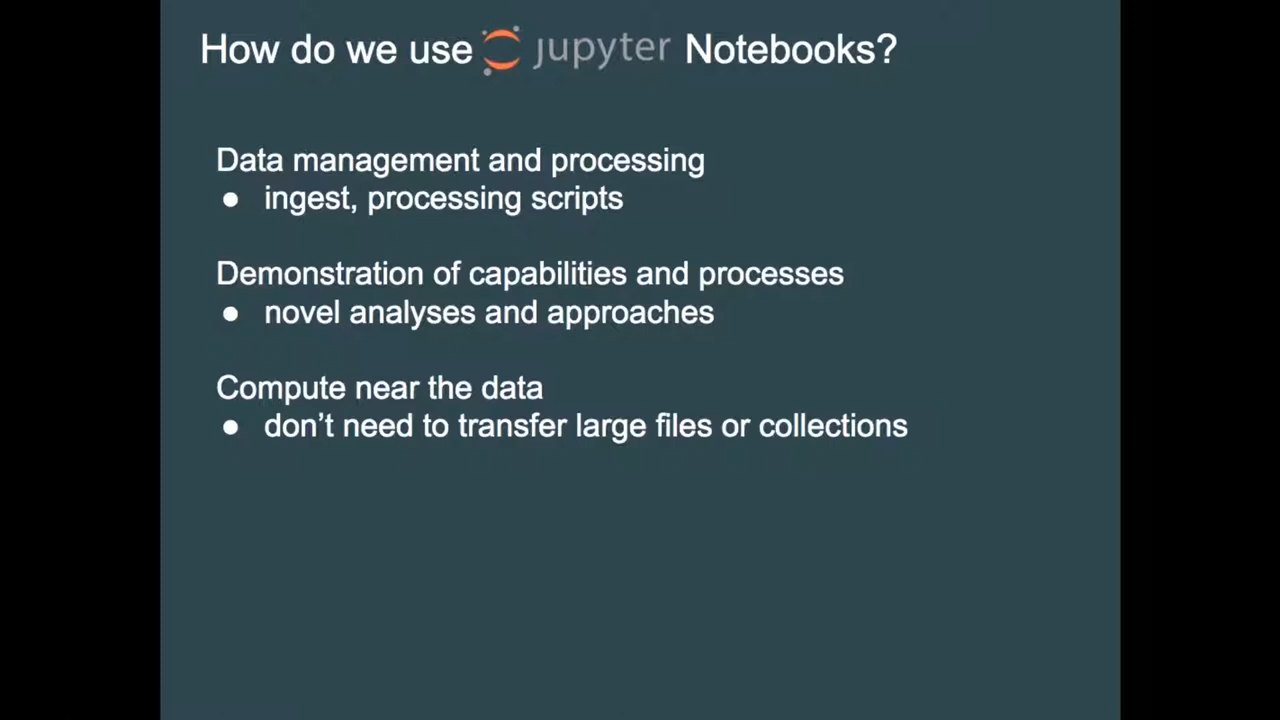 How do we use jupyter Notebooks?
Data management and processing
● ingest, processing scripts
Demonstration of capabilities and processes
● novel analyses and approaches
Compute near the data
● don’t need to transfer large files or collections